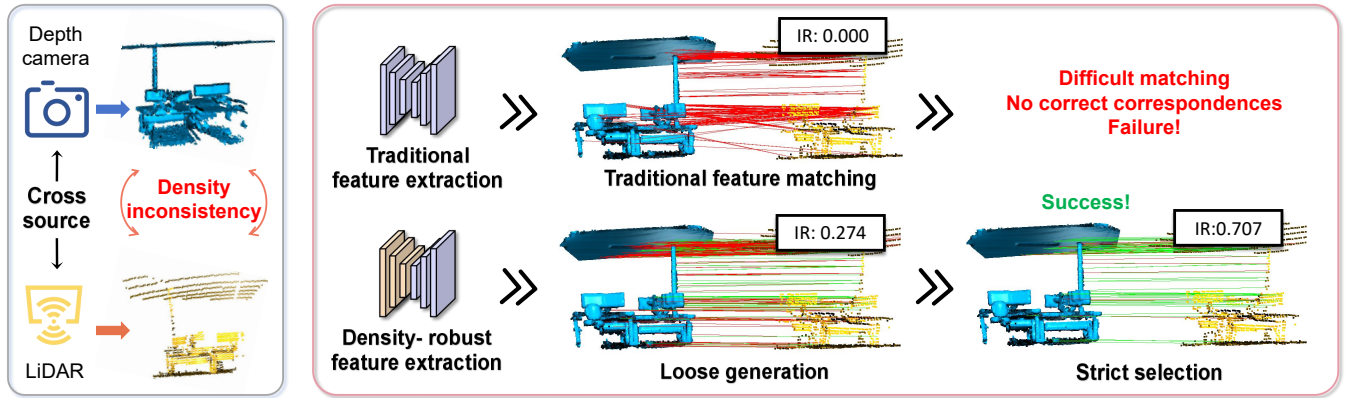 Depth
camera
Cross
source
Density
inconsistency
LiDAR
Traditional
feature extraction
IR: 0.000
Traditional feature matching
Difficult matching
No correct correspondences
Failure!
Density- robust
feature extraction
IR: 0.274
Loose generation
Success!
IR:0.707
Strict selection